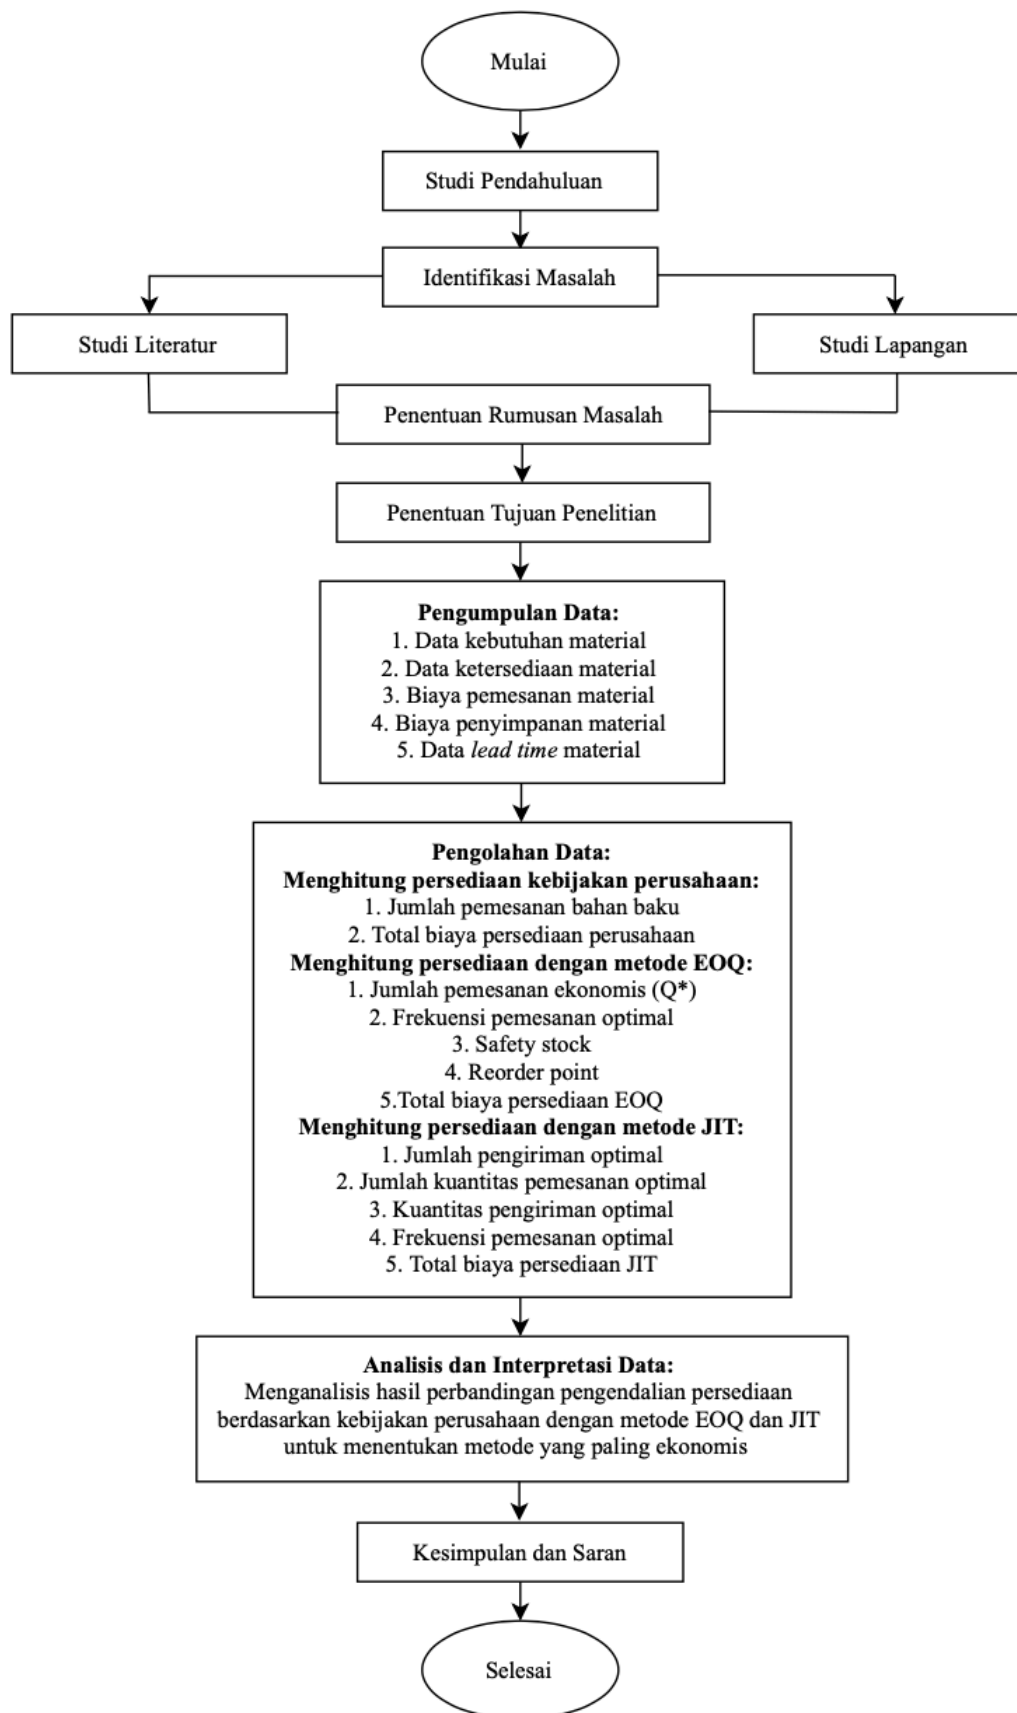 Mulai
Studi Pendahuluan
Identifikasi Masalah
Studi Literatur
Studi Lapangan
Penentuan Rumusan Masalah
Penentuan Tujuan Penelitian
Pengumpulan Data:
1. Data kebutuhan material
2. Data ketersediaan material
3. Biaya pemesanan material
4. Biaya penyimpanan material
5. Data lead time material
Pengolahan Data:
Menghitung persediaan kebijakan perusahaan:
1. Jumlah pemesanan bahan baku
2. Total biaya persediaan perusahaan
Menghitung persediaan dengan metode EOQ:
1. Jumlah pemesanan ekonomis (Q*)
2. Frekuensi pemesanan optimal
3. Safety stock
4. Reorder point
5.Total biaya persediaan EOQ
Menghitung persediaan dengan metode JIT:
1. Jumlah pengiriman optimal
2. Jumlah kuantitas pemesanan optimal
3. Kuantitas pengiriman optimal
4. Frekuensi pemesanan optimal
5. Total biaya persediaan JIT
Analisis dan Interpretasi Data:
Menganalisis hasil perbandingan pengendalian persediaan
berdasarkan kebijakan perusahaan dengan metode EOQ dan JIT
untuk menentukan metode yang paling ekonomis
Kesimpulan dan Saran
Selesai